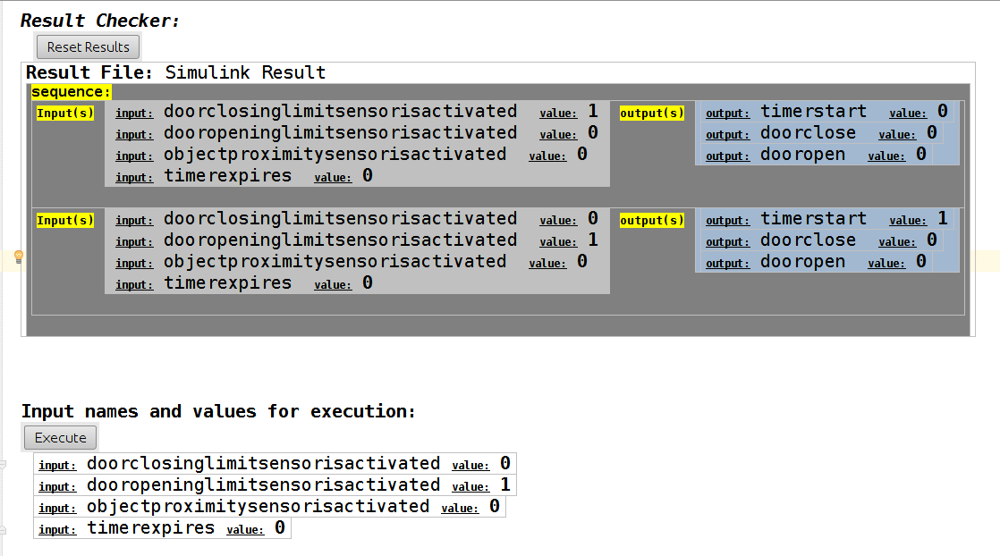 Result Checker:
Reset Results
Result File: Simulink Result
sequence:
Input(s) input: doorclosinglimitsensorisactivated value: 1 output(s) output: timerstart value: 0
input: dooropeninglimitsensorisactivated value: 0 output: doorclose value: 0
input: objectproximitysensorisactivated value: 0 output: dooropen value: 0
input: timerexpires value: 0
Input(s) input: doorclosinglimitsensorisactivated value: 0 output(s) output: timerstart value: 1
input: dooropeninglimitsensorisactivated value: 1 output: doorclose value: 0
input: objectproximitysensorisactivated value: 0 output: dooropen value: 0
input: timerexpires value: 0
Input names and values for execution:
Execute
input: doorclosinglimitsensorisactivated value: 0
input: dooropeninglimitsensorisactivated value: 1
input: objectproximitysensorisactivated value: 0
input: timerexpires value: 0